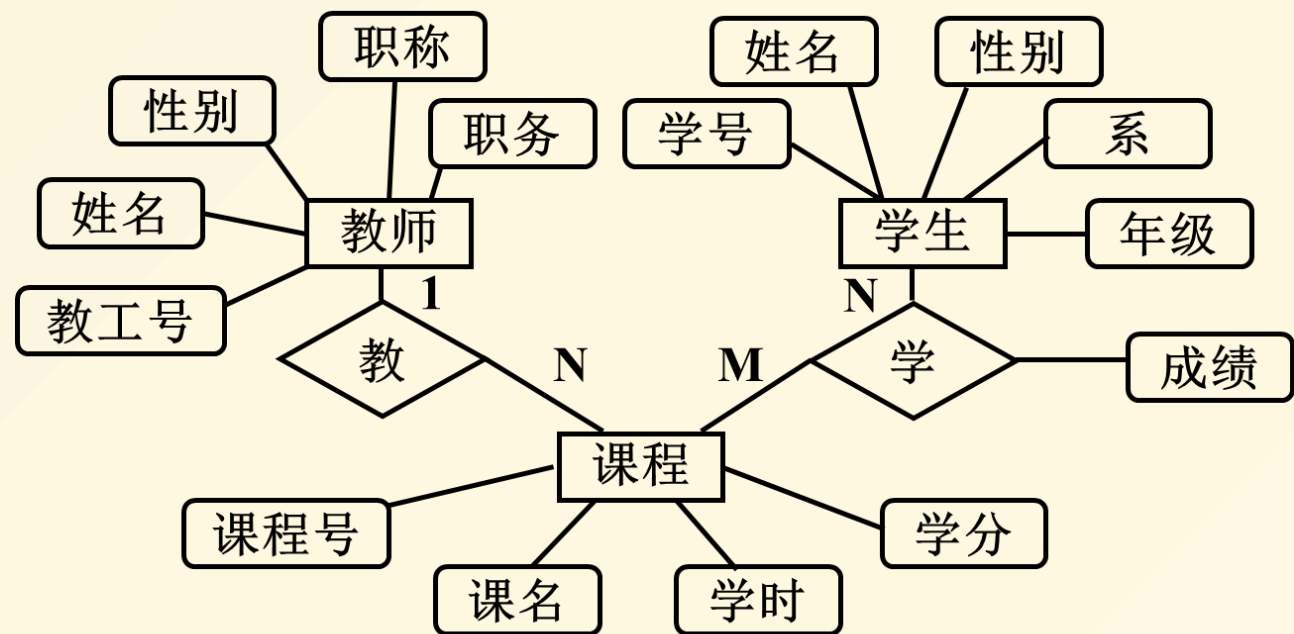 职称
姓名
性别
性别
职务
学号
系
姓名
教师
学生
年级
教工号
1
N
教
N
M
学
成绩
课程
课程号
学分
课名
学时